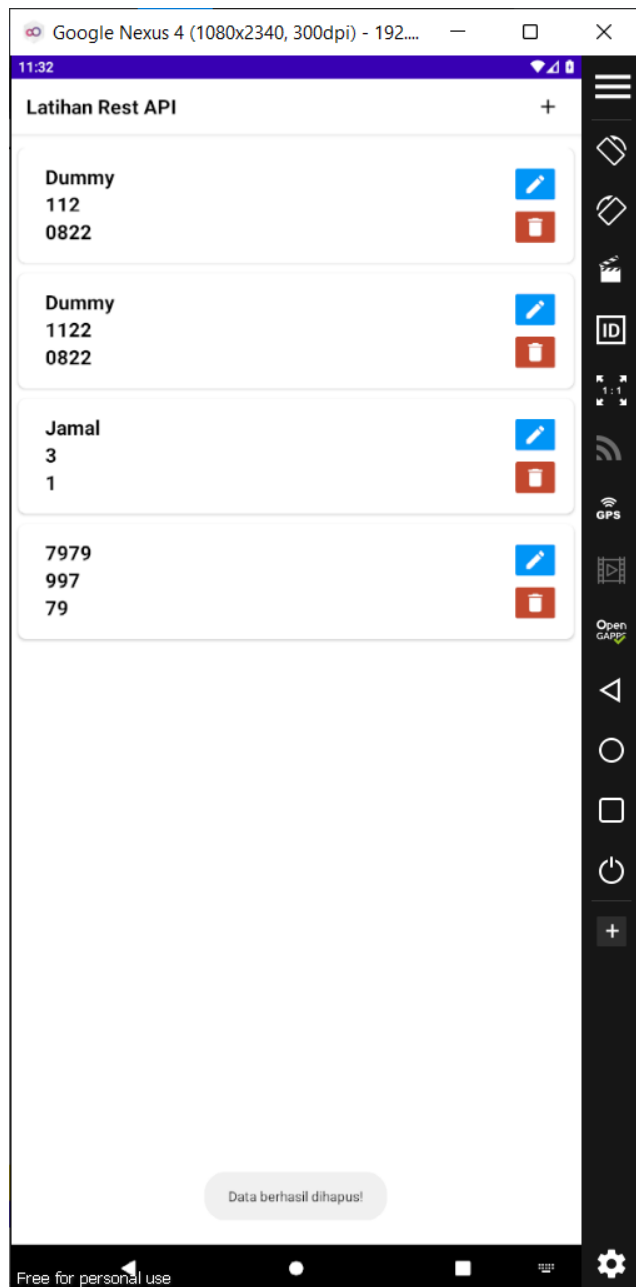 Google Nexus 4 (1080x2340, 300dpi) - 192....
11:32
Latihan Rest API
+
Dummy
112
0822
Dummy
1122
0822
Jamal
3
1
7979
997
79
Data berhasil dihapus!
Free for personal use
ID
1:1
GPS
Open
GAPPS